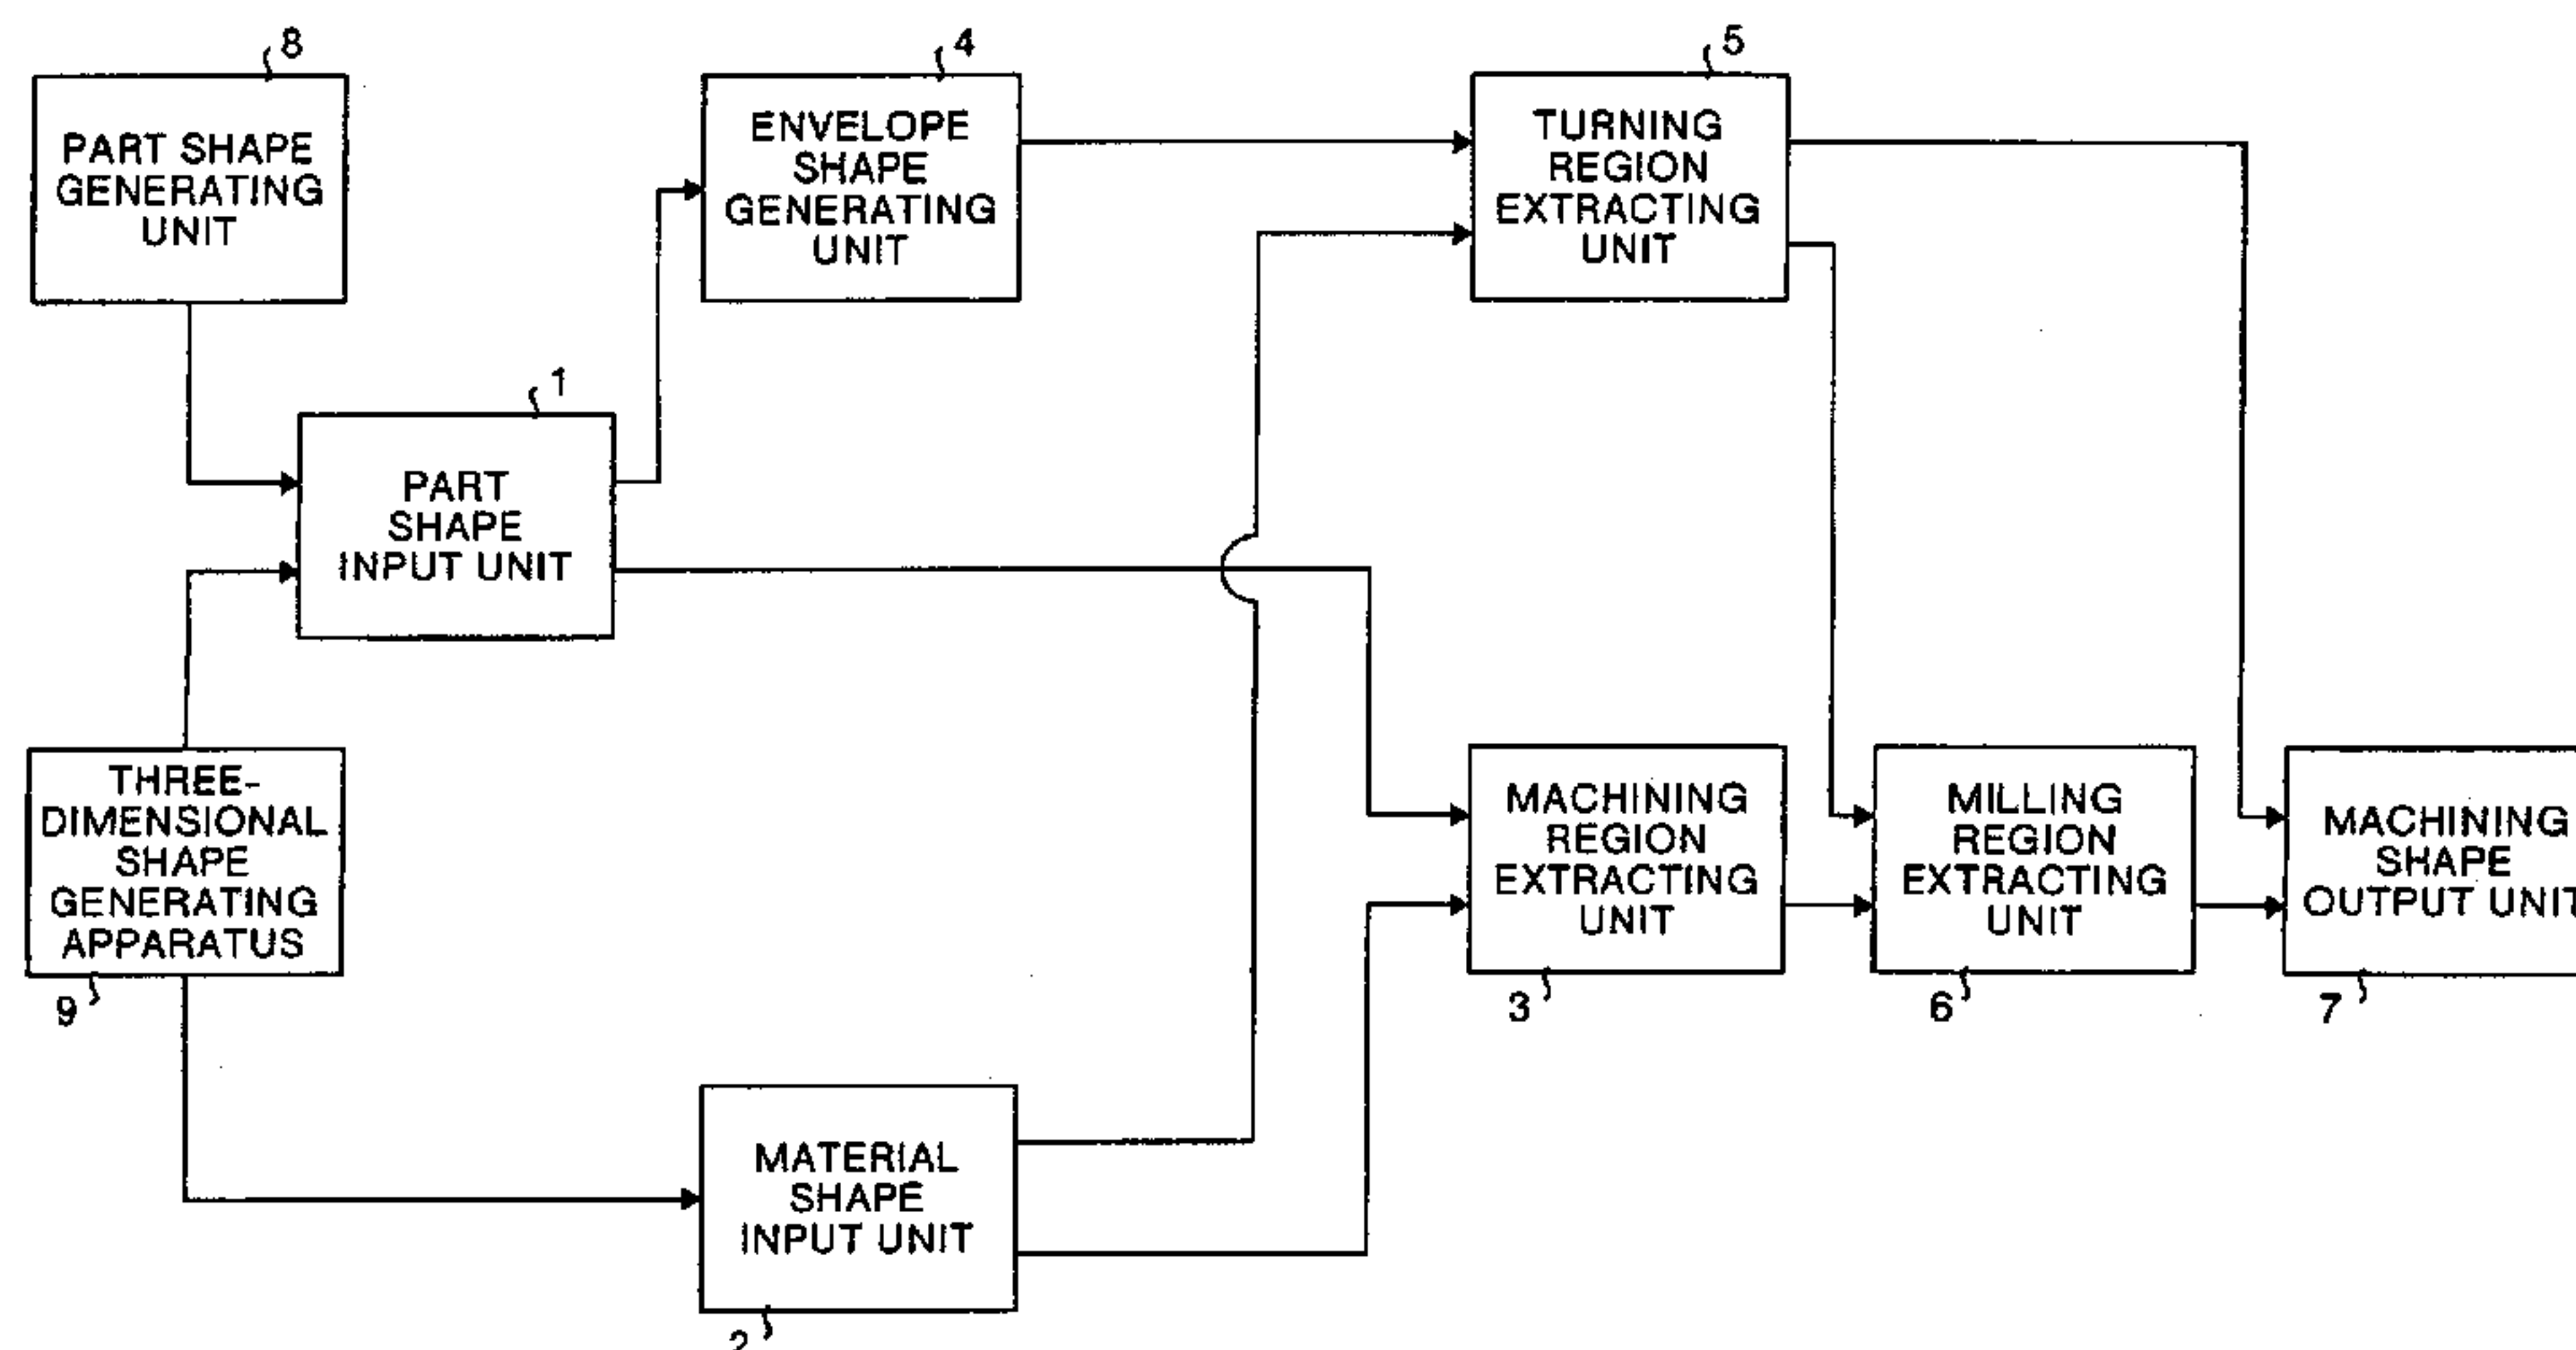 8
PART SHAPE
GENERATING
UNIT
4
ENVELOPE
SHAPE
GENERATING
UNIT
5
TURNING
REGION
EXTRACTING
UNIT
1
PART
SHAPE
INPUT UNIT
THREE-
DIMENSIONAL
SHAPE
GENERATING
APPARATUS
9
MACHINING
REGION
EXTRACTING
UNIT
3
MILLING
REGION
EXTRACTING
UNIT
6
MACHINING
SHAPE
OUTPUT UNIT
7
MATERIAL
SHAPE
INPUT UNIT
2